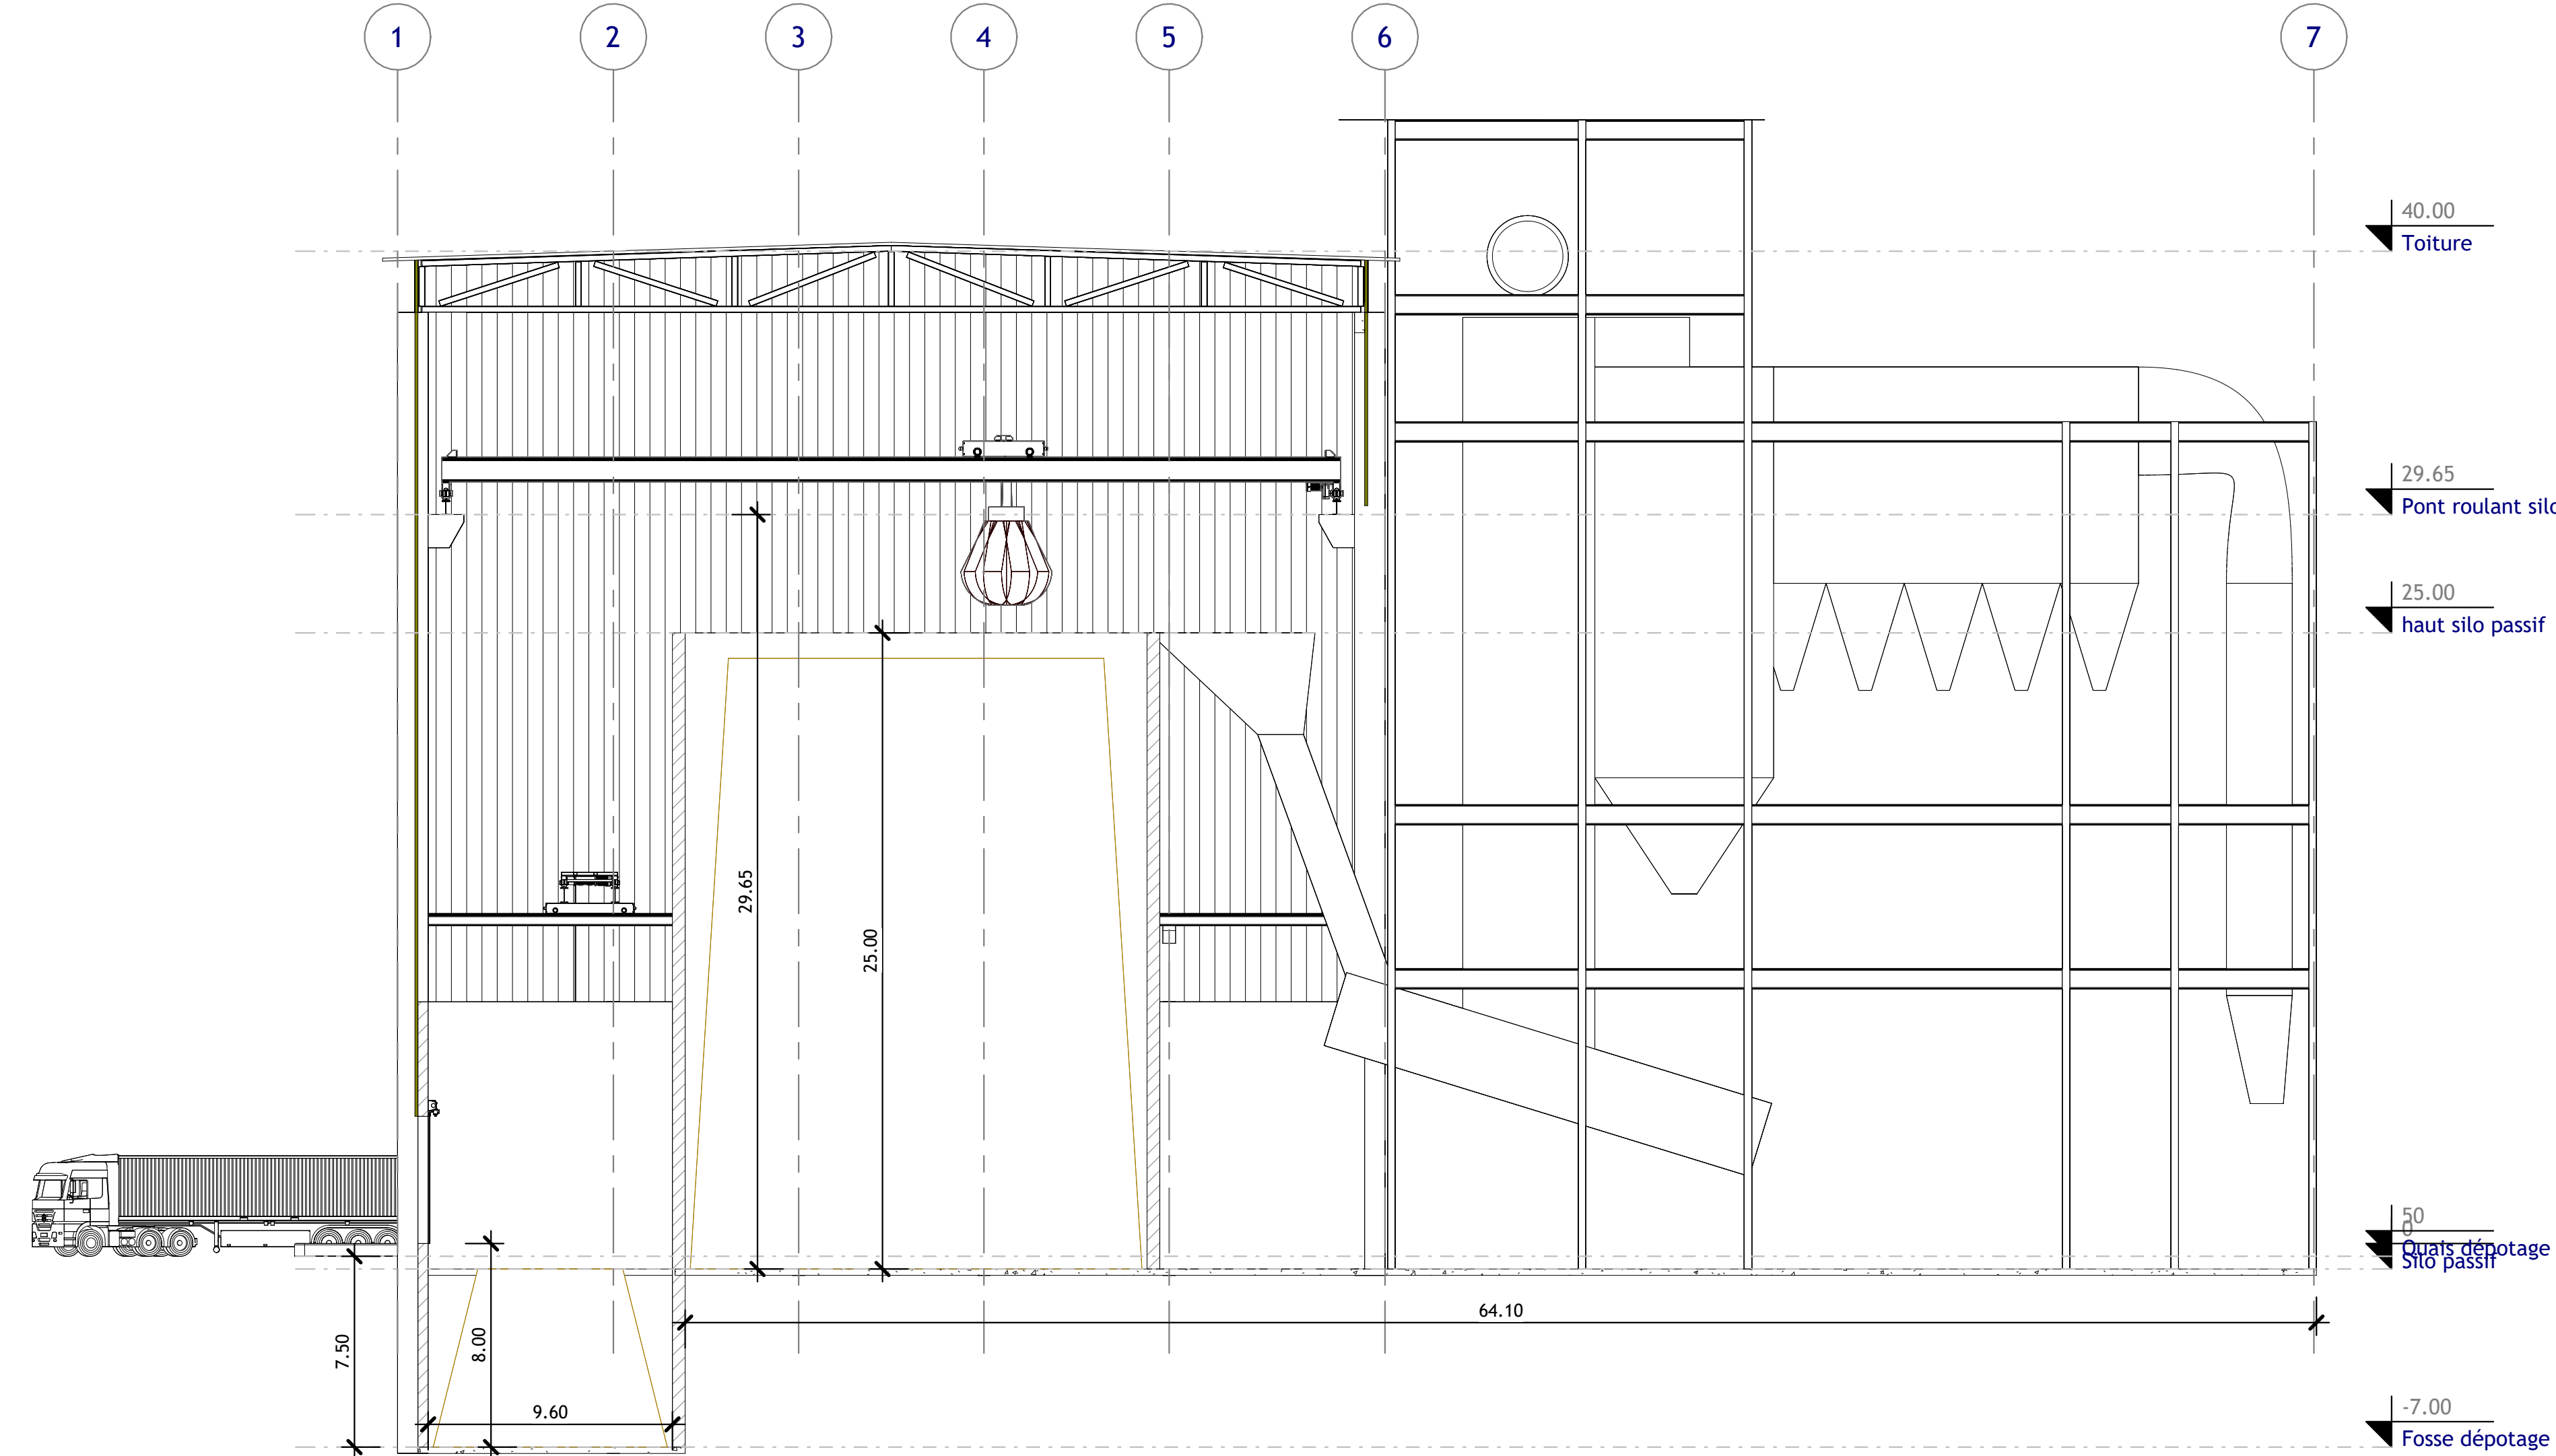 1 2 3 4 5 6 7
40.00
Toiture
29.65
Pont roulant silo
25.00
haut silo passif
29.65
25.00
50
0
Quais dépotage
Silo passif
64.10
7.50
8.00
9.60
-7.00
Fosse dépotage